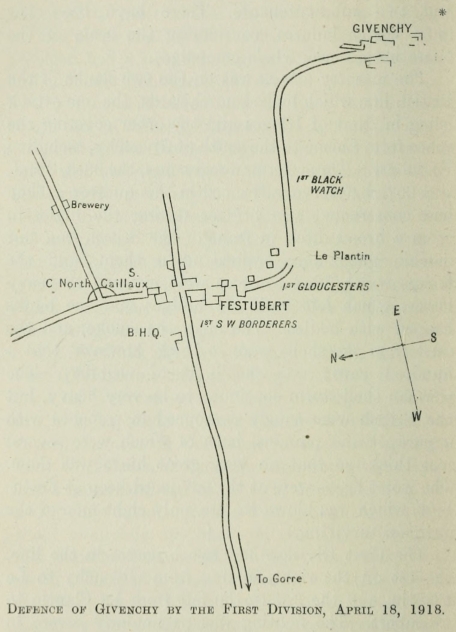 *
GIVENCHY
1ST BLACK
WATCH
Brewery
Le Plantin
S.
C North Caillaux
1ST GLOUCESTERS
FESTUBERT
1ST S W BORDERERS
B.H.Q.
E
S
N
W
To Gorre.
DEFENCE OF GIVENCHY BY THE FIRST DIVISION, APRIL 18, 1918.